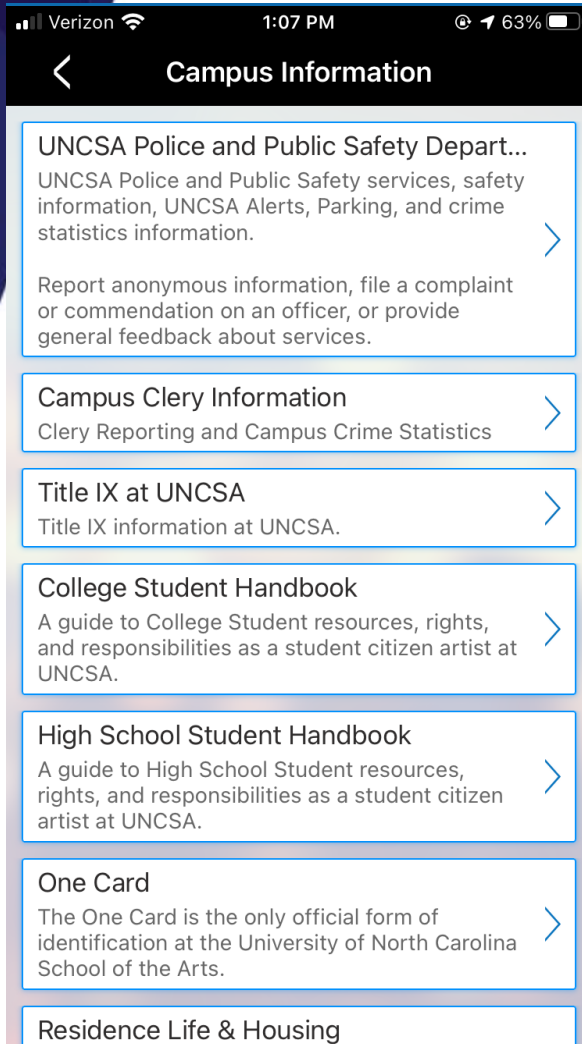 Verizon 1:07 PM 63%
Campus Information
UNCSA Police and Public Safety Depart...
UNCSA Police and Public Safety services, safety
information, UNCSA Alerts, Parking, and crime
statistics information.
Report anonymous information, file a complaint
or commendation on an officer, or provide
general feedback about services.
Campus Clery Information
Clery Reporting and Campus Crime Statistics
Title IX at UNCSA
Title IX information at UNCSA.
College Student Handbook
A guide to College Student resources, rights,
and responsibilities as a student citizen artist at
UNCSA.
High School Student Handbook
A guide to High School Student resources,
rights, and responsibilities as a student citizen
artist at UNCSA.
One Card
The One Card is the only official form of
identification at the University of North Carolina
School of the Arts.
Residence Life & Housing